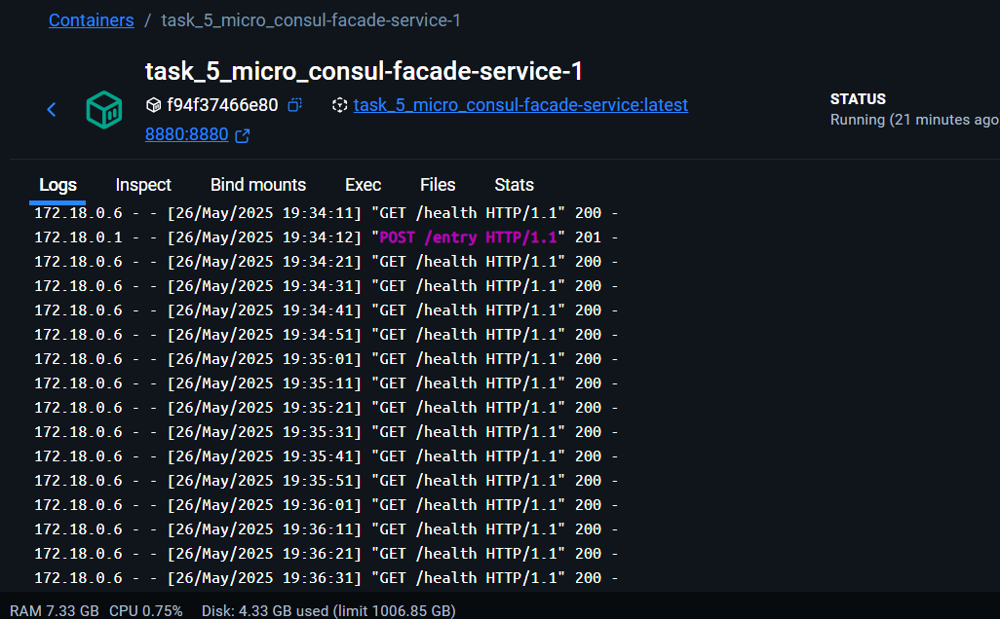 Containers / task_5_micro_consul-facade-service-1
task_5_micro_consul-facade-service-1
f94f37466e80 task_5_micro_consul-facade-service:latest
8880:8880
STATUS
Running (21 minutes ago
Logs Inspect Bind mounts Exec Files Stats
172.18.0.6 - - [26/May/2025 19:34:11] "GET /health HTTP/1.1" 200 -
172.18.0.1 - - [26/May/2025 19:34:12] "POST /entry HTTP/1.1" 201 -
172.18.0.6 - - [26/May/2025 19:34:21] "GET /health HTTP/1.1" 200 -
172.18.0.6 - - [26/May/2025 19:34:31] "GET /health HTTP/1.1" 200 -
172.18.0.6 - - [26/May/2025 19:34:41] "GET /health HTTP/1.1" 200 -
172.18.0.6 - - [26/May/2025 19:34:51] "GET /health HTTP/1.1" 200 -
172.18.0.6 - - [26/May/2025 19:35:01] "GET /health HTTP/1.1" 200 -
172.18.0.6 - - [26/May/2025 19:35:11] "GET /health HTTP/1.1" 200 -
172.18.0.6 - - [26/May/2025 19:35:21] "GET /health HTTP/1.1" 200 -
172.18.0.6 - - [26/May/2025 19:35:31] "GET /health HTTP/1.1" 200 -
172.18.0.6 - - [26/May/2025 19:35:41] "GET /health HTTP/1.1" 200 -
172.18.0.6 - - [26/May/2025 19:35:51] "GET /health HTTP/1.1" 200 -
172.18.0.6 - - [26/May/2025 19:36:01] "GET /health HTTP/1.1" 200 -
172.18.0.6 - - [26/May/2025 19:36:11] "GET /health HTTP/1.1" 200 -
172.18.0.6 - - [26/May/2025 19:36:21] "GET /health HTTP/1.1" 200 -
172.18.0.6 - - [26/May/2025 19:36:31] "GET /health HTTP/1.1" 200 -
RAM 7.33 GB CPU 0.75% Disk: 4.33 GB used (limit 1006.85 GB)